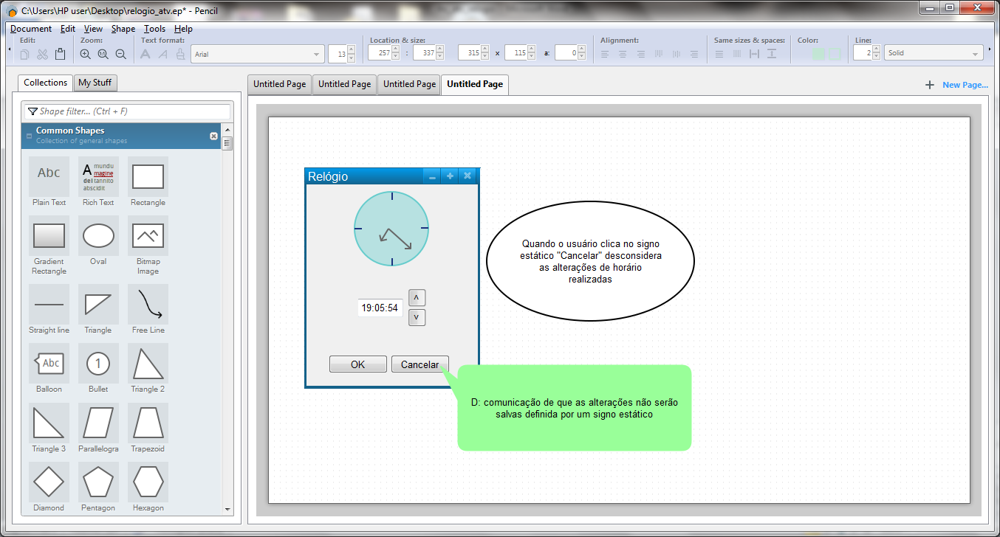 C:\Users\HP user\Desktop\relogio_atv.ep* - Pencil
Document Edit View Shape Tools Help
Edit: Zoom: Text format: Location & size: Alignment: Same sizes & spaces: Color: Line:
Arial 13 257 : 337 315 x 115 a: 0 2 Solid
Collections My Stuff
Untitled Page Untitled Page Untitled Page Untitled Page
New Page...
Shape filter... (Ctrl + F)
Common Shapes
Collection of general shapes
Abc
A mundu
magine
del tannito
abscidit
Plain Text Rich Text Rectangle
Gradient
Rectangle
Oval
Bitmap
Image
Straight line Triangle Free Line
Abc
1
Balloon Bullet Triangle 2
Triangle 3 Parallelogra Trapezoid
Diamond Pentagon Hexagon
Relógio
19:05:54
OK Cancelar
Quando o usuário clica no signo
estático "Cancelar" desconsidera
as alterações de horário
realizadas
D: comunicação de que as alterações não serão
salvas definida por um signo estático